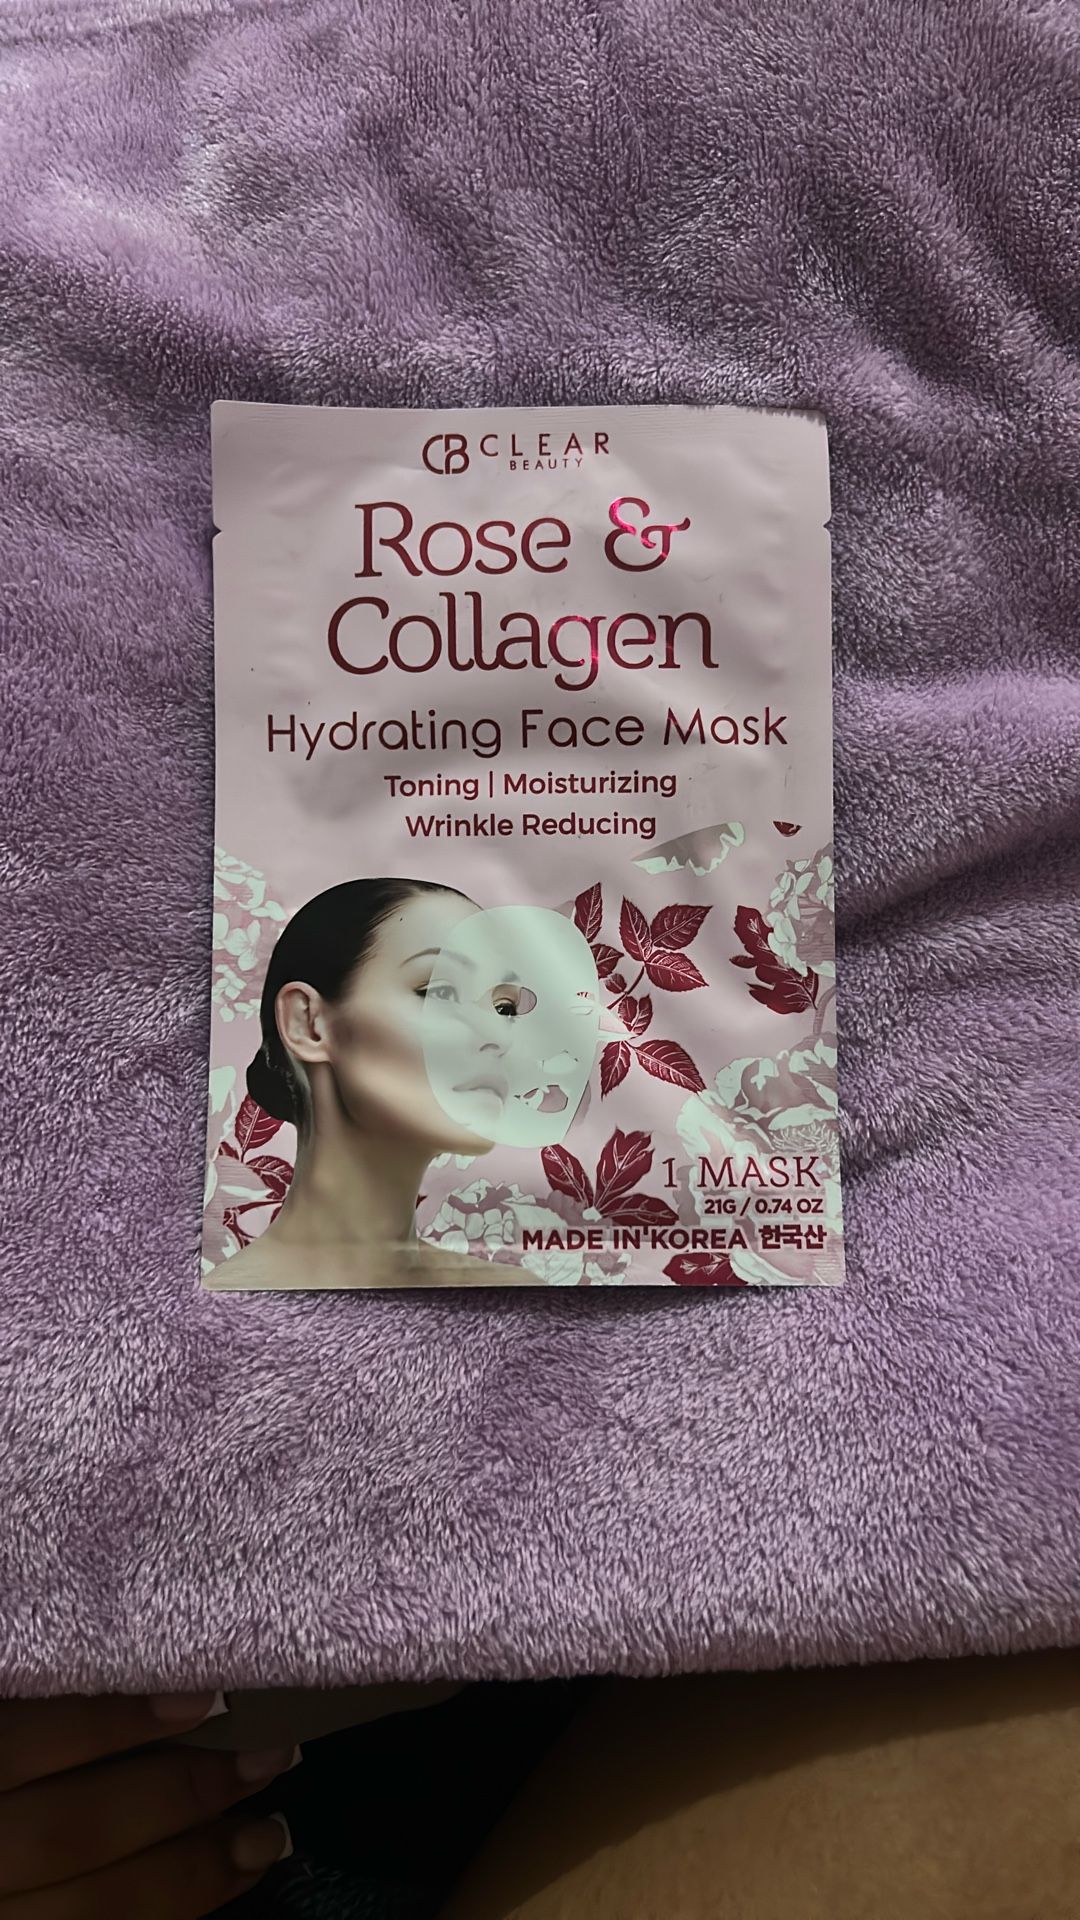 CB CLEAR
BEAUTY
Rose &
Collagen
Hydrating Face Mask
Toning | Moisturizing
Wrinkle Reducing
1 MASK
21G / 0.74 OZ
MADE IN KOREA 한국산